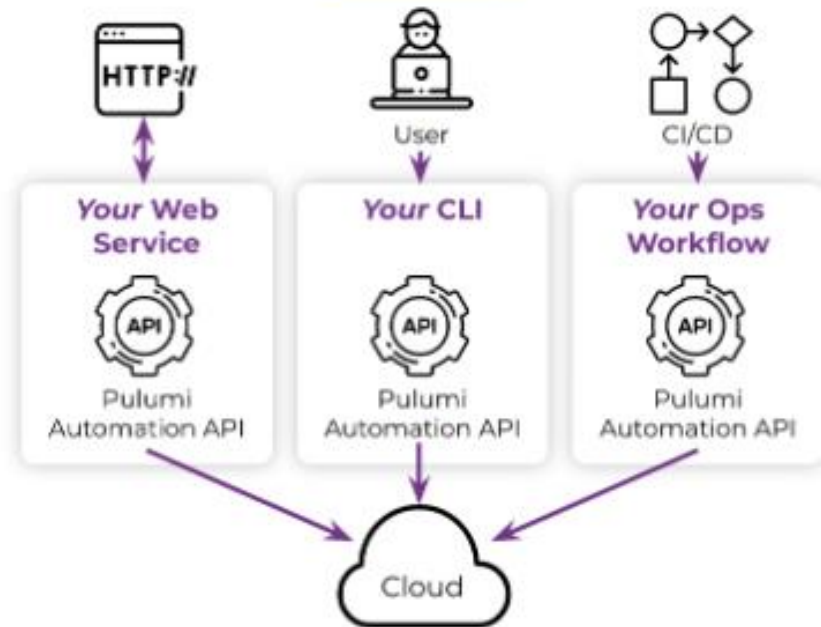 HTTP://
User
CI/CD
Your Web
Service
API
Pulumi
Automation API
Your CLI
API
Pulumi
Automation API
Your Ops
Workflow
API
Pulumi
Automation API
Cloud